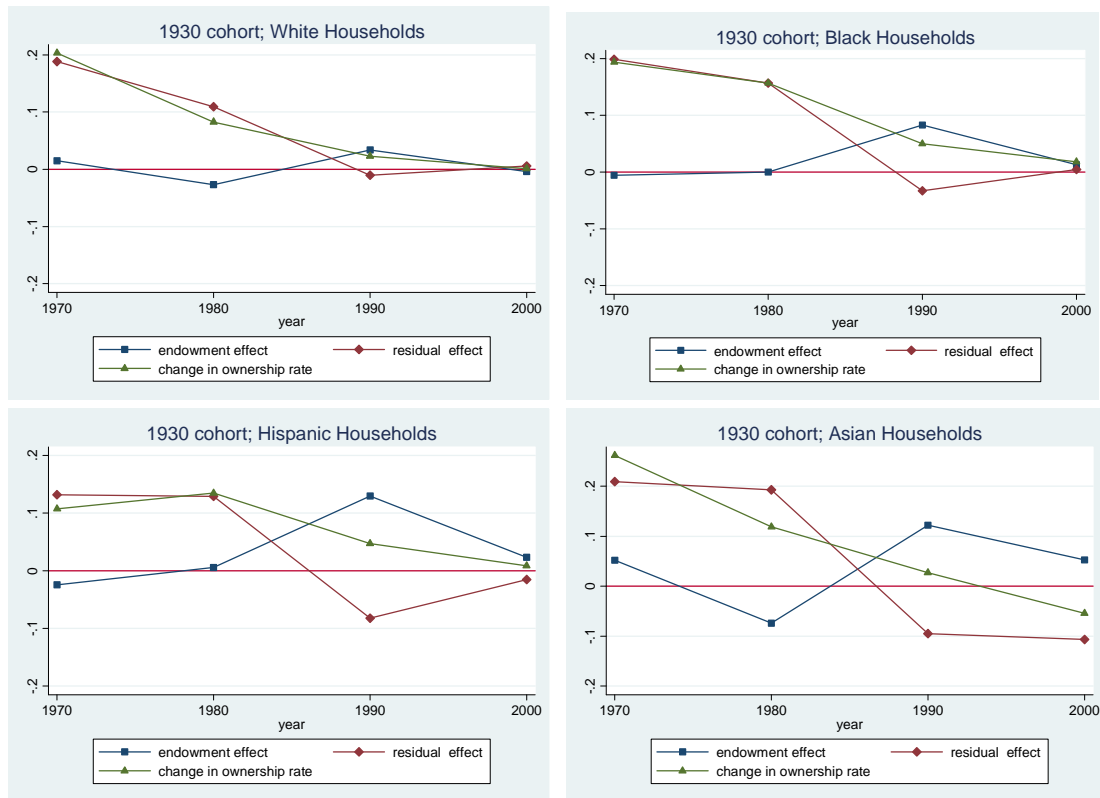 1930 cohort; White Households
.2
.1
0
-.1
-.2
1970 1980 1990 2000
year
endowment effect residual effect
change in ownership rate
1930 cohort; Black Households
.2
.1
0
-.1
-.2
1970 1980 1990 2000
year
endowment effect residual effect
change in ownership rate
1930 cohort; Hispanic Households
.2
.1
0
-.1
-.2
1970 1980 1990 2000
year
endowment effect residual effect
change in ownership rate
1930 cohort; Asian Households
.2
.1
0
-.1
-.2
1970 1980 1990 2000
year
endowment effect residual effect
change in ownership rate